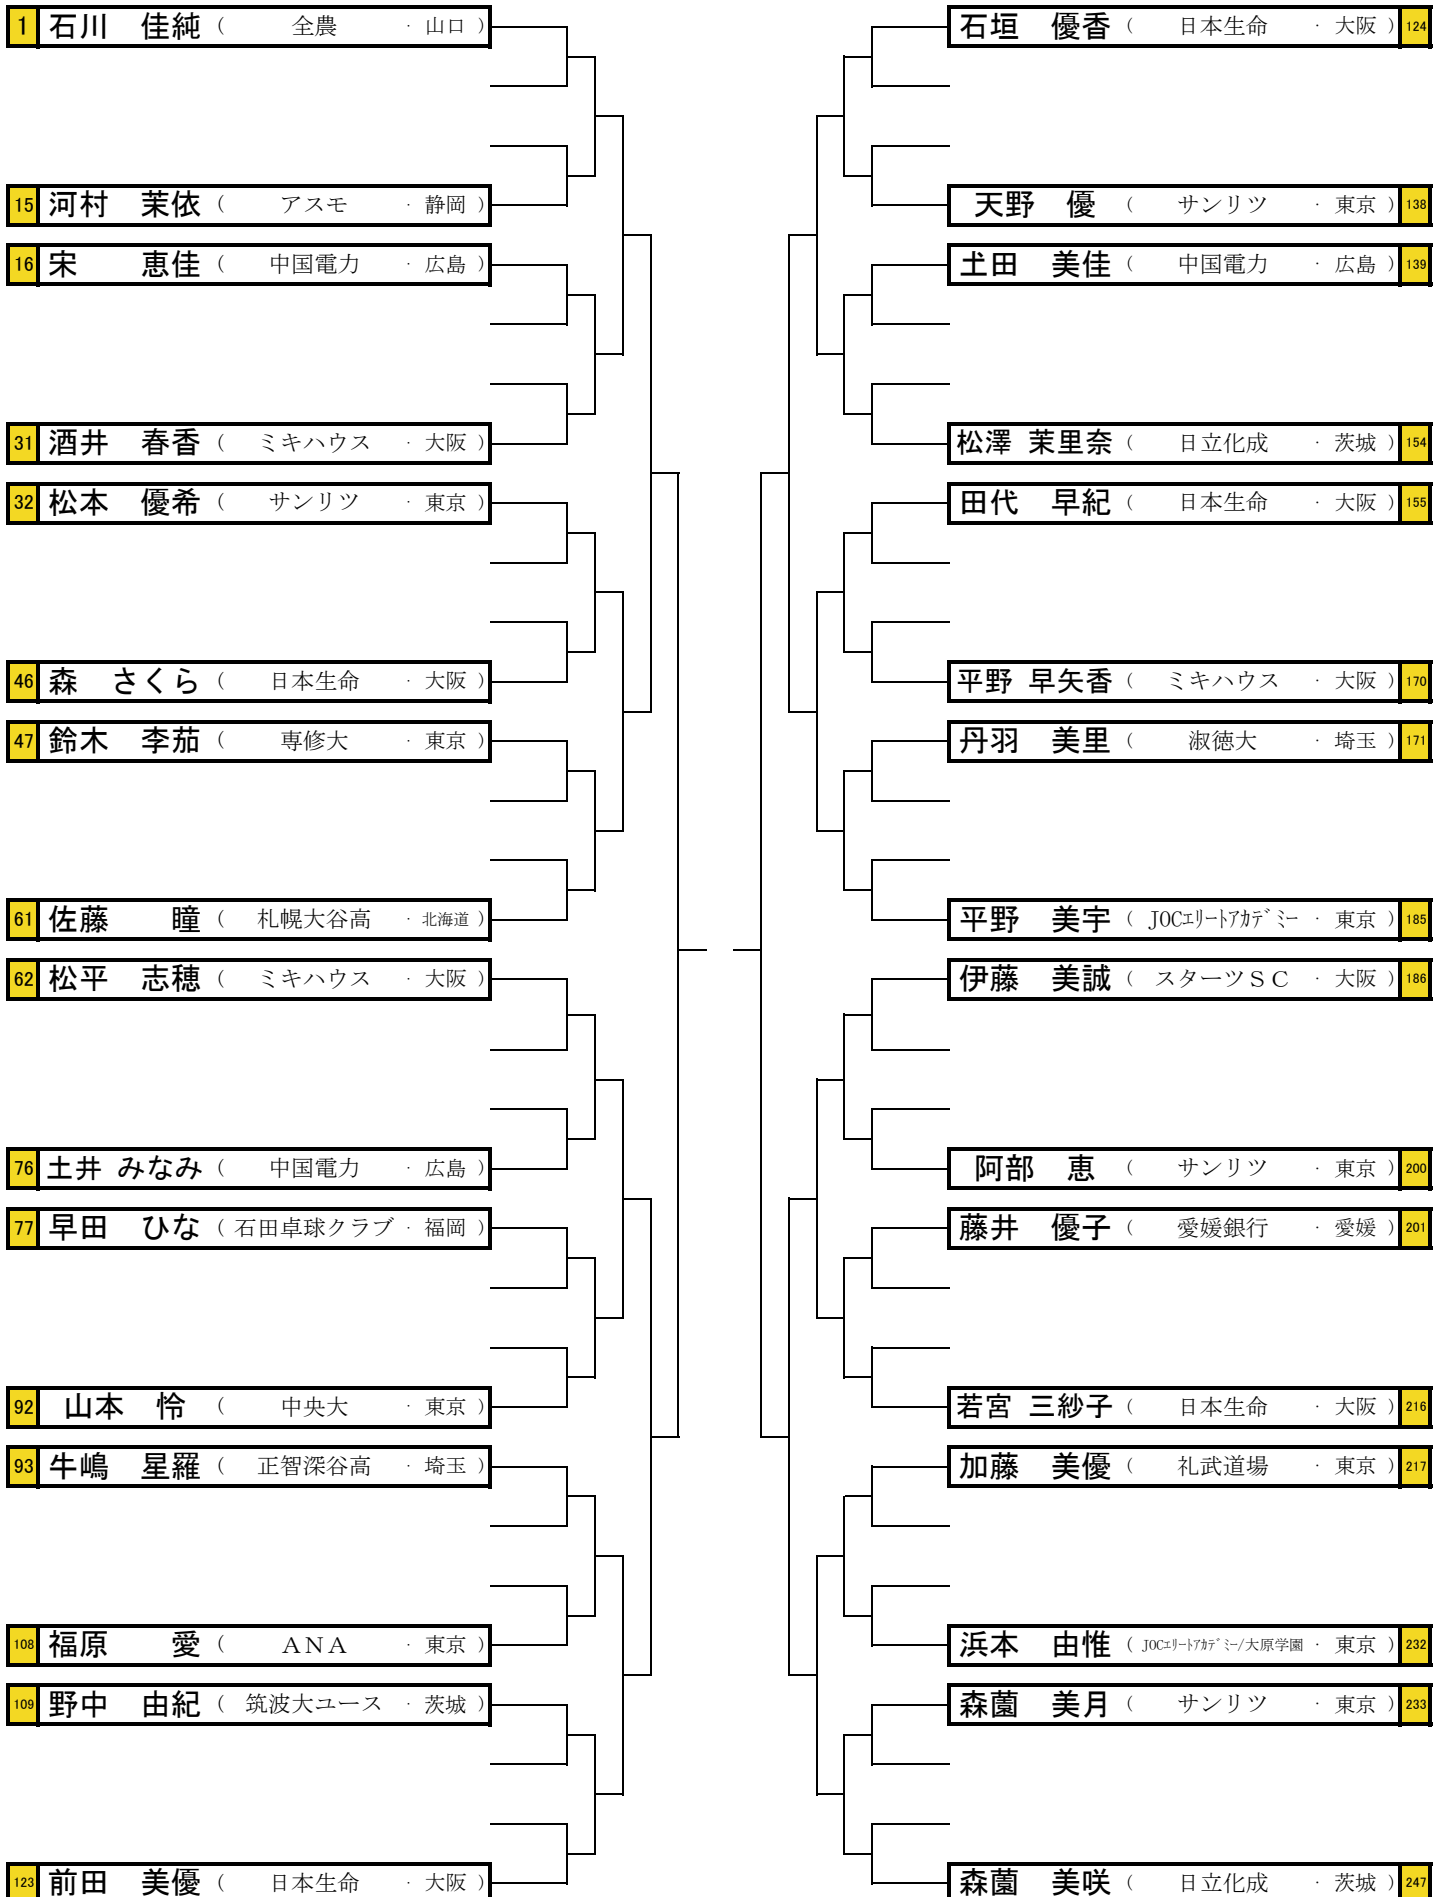 1 石川 佳純 （ 全農 ・ 山口 ）
15 河村 茉依 （ アスモ ・ 静岡 ）
16 宋 恵佳 （ 中国電力 ・ 広島 ）
31 酒井 春香 （ ミキハウス ・ 大阪 ）
32 松本 優希 （ サンリツ ・ 東京 ）
46 森 さくら （ 日本生命 ・ 大阪 ）
47 鈴木 李茄 （ 専修大 ・ 東京 ）
61 佐藤 瞳 （ 札幌大谷高 ・ 北海道 ）
62 松平 志穂 （ ミキハウス ・ 大阪 ）
76 土井 みなみ （ 中国電力 ・ 広島 ）
77 早田 ひな （ 石田卓球クラブ ・ 福岡 ）
92 山本 怜 （ 中央大 ・ 東京 ）
93 牛嶋 星羅 （ 正智深谷高 ・ 埼玉 ）
108 福原 愛 （ ＡＮＡ ・ 東京 ）
109 野中 由紀 （ 筑波大ユース ・ 茨城 ）
123 前田 美優 （ 日本生命 ・ 大阪 ）
石垣 優香 （ 日本生命 ・ 大阪 ） 124
天野 優 （ サンリツ ・ 東京 ） 138
𡈽田 美佳 （ 中国電力 ・ 広島 ） 139
松澤 茉里奈 （ 日立化成 ・ 茨城 ） 154
田代 早紀 （ 日本生命 ・ 大阪 ） 155
平野 早矢香 （ ミキハウス ・ 大阪 ） 170
丹羽 美里 （ 淑徳大 ・ 埼玉 ） 171
平野 美宇 （ JOCｴﾘｰﾄｱｶﾃﾞﾐｰ ・ 東京 ） 185
伊藤 美誠 （ スターツＳＣ ・ 大阪 ） 186
阿部 恵 （ サンリツ ・ 東京 ） 200
藤井 優子 （ 愛媛銀行 ・ 愛媛 ） 201
若宮 三紗子 （ 日本生命 ・ 大阪 ） 216
加藤 美優 （ 礼武道場 ・ 東京 ） 217
浜本 由惟 （ JOCｴﾘｰﾄｱｶﾃﾞﾐｰ/大原学園 ・ 東京 ） 232
森薗 美月 （ サンリツ ・ 東京 ） 233
森薗 美咲 （ 日立化成 ・ 茨城 ） 247